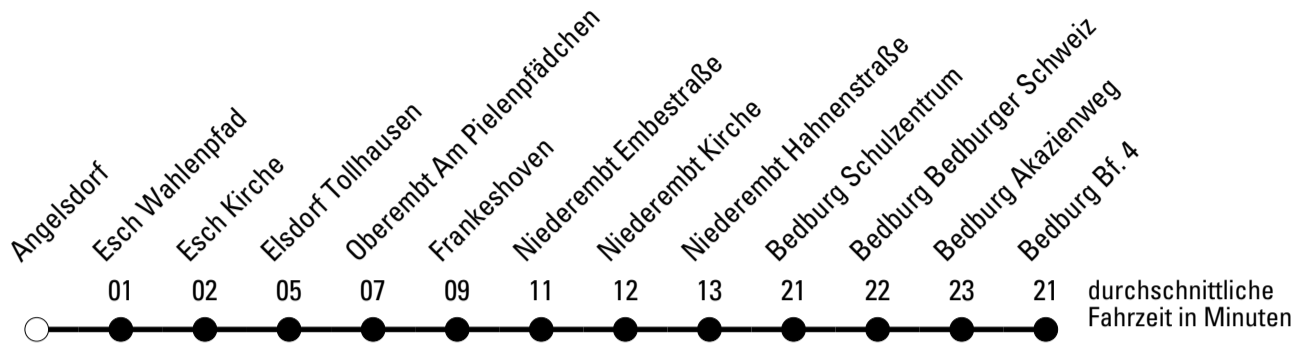 Angelsdorf
Esch Wahlenpfad
Esch Kirche
Elsdorf Tollhausen
Oberembt Am Pielenpfädchen
Frankeshoven
Niederembt Embestraße
Niederembt Kirche
Niederembt Hahnenstraße
Bedburg Schulzentrum
Bedburg Bedburger Schweiz
Bedburg Akazienweg
Bedburg Bf. 4
01 02 05 07 09 11 12 13 21 22 23 21 durchschnittliche
Fahrzeit in Minuten